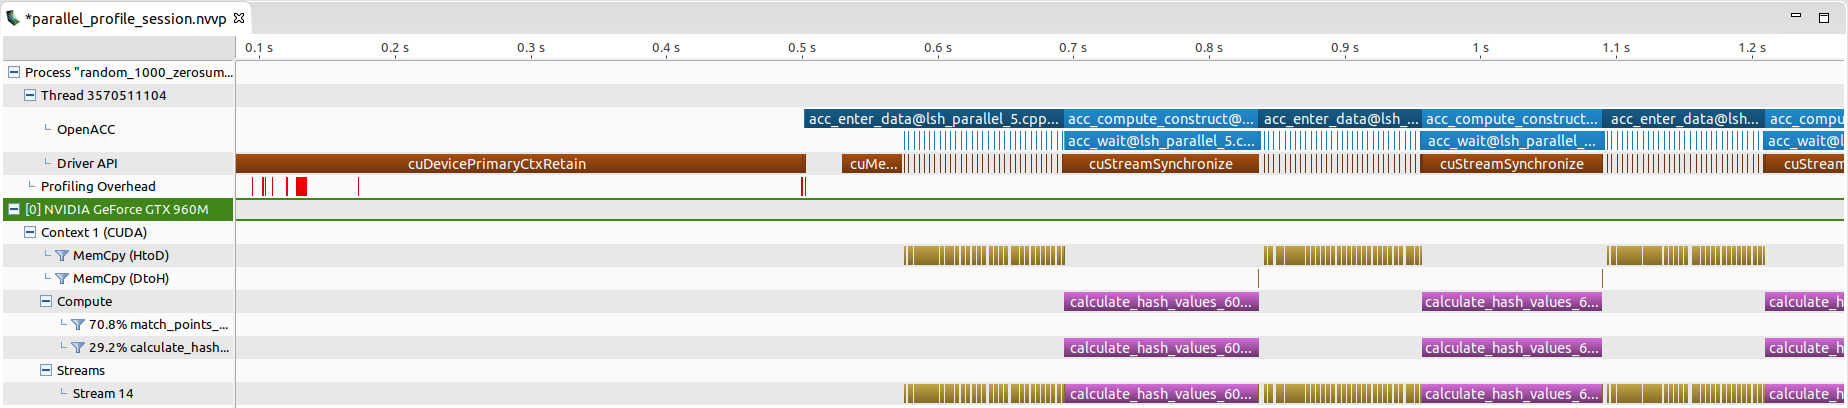 *parallel_profile_session.nvvp
0.1 s 0.2 s 0.3 s 0.4 s 0.5 s 0.6 s 0.7 s 0.8 s 0.9 s 1 s 1.1 s 1.2 s
Process "random_1000_zerosum...
Thread 3570511104
OpenACC
acc_enter_data@lsh_parallel_5.cpp... acc_compute_construct@... acc_enter_data@lsh_... acc_compute_construct... acc_enter_data@lsh... acc_compu
acc_wait@lsh_parallel_5.c... acc_wait@lsh_parallel_... acc_wait@l
Driver API cuDevicePrimaryCtxRetain cuMe... cuStreamSynchronize cuStreamSynchronize cuStream
Profiling Overhead
[0] NVIDIA GeForce GTX 960M
Context 1 (CUDA)
MemCpy (HtoD)
MemCpy (DtoH)
Compute calculate_hash_values_60... calculate_hash_values_6... calculate_h
70.8% match_points_...
29.2% calculate_hash... calculate_hash_values_60... calculate_hash_values_6... calculate_h
Streams
Stream 14 calculate_hash_values_60... calculate_hash_values_6... calculate_h